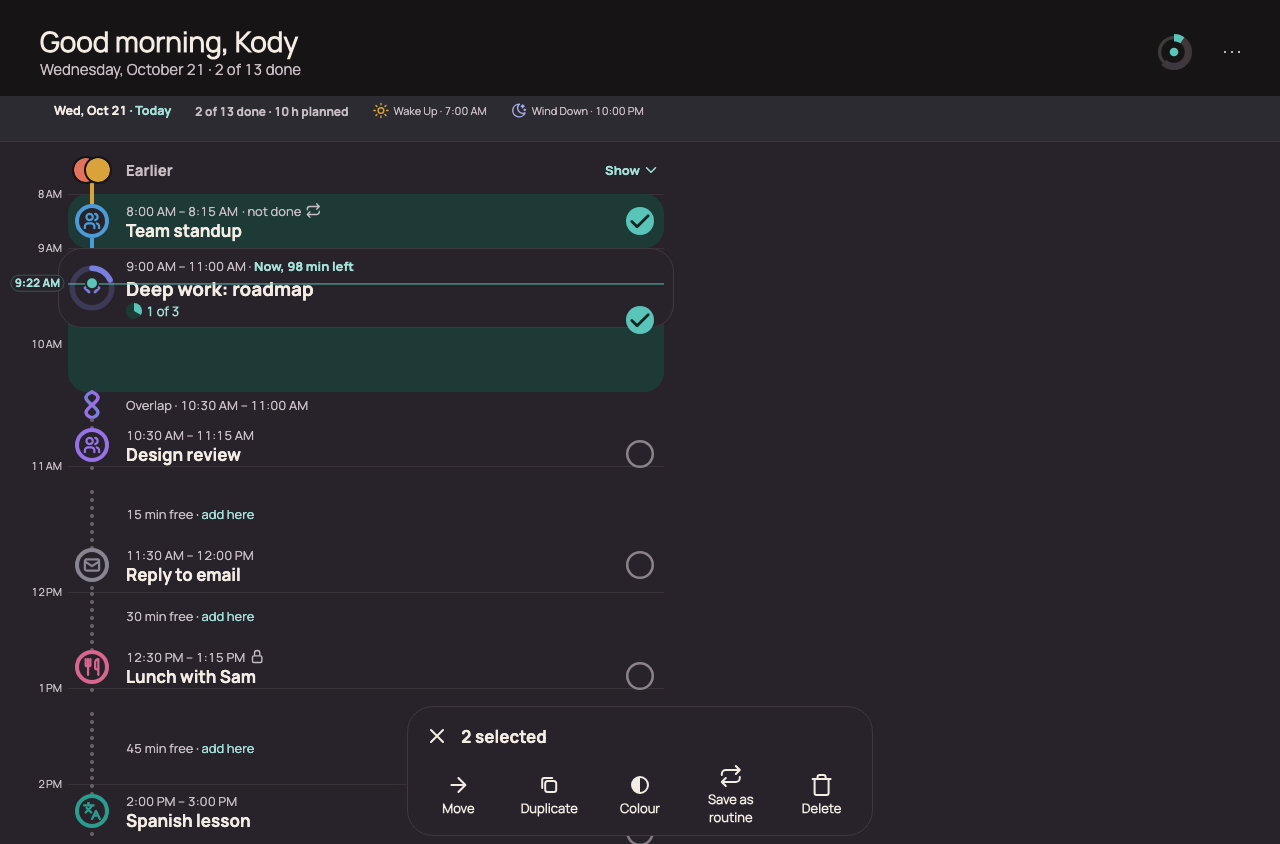 Good morning, Kody
Wednesday, October 21 · 2 of 13 done
Wed, Oct 21 · Today
2 of 13 done · 10 h planned
Wake Up · 7:00 AM
Wind Down · 10:00 PM
Earlier
Show
8 AM
8:00 AM – 8:15 AM · not done
Team standup
9 AM
9:00 AM – 11:00 AM · Now, 98 min left
9:22 AM
Deep work: roadmap
1 of 3
10 AM
Overlap · 10:30 AM – 11:00 AM
10:30 AM – 11:15 AM
Design review
11 AM
15 min free · add here
11:30 AM – 12:00 PM
Reply to email
12 PM
30 min free · add here
12:30 PM – 1:15 PM
Lunch with Sam
1 PM
45 min free · add here
2 PM
2:00 PM – 3:00 PM
Spanish lesson
2 selected
Move
Duplicate
Colour
Save as
routine
Delete